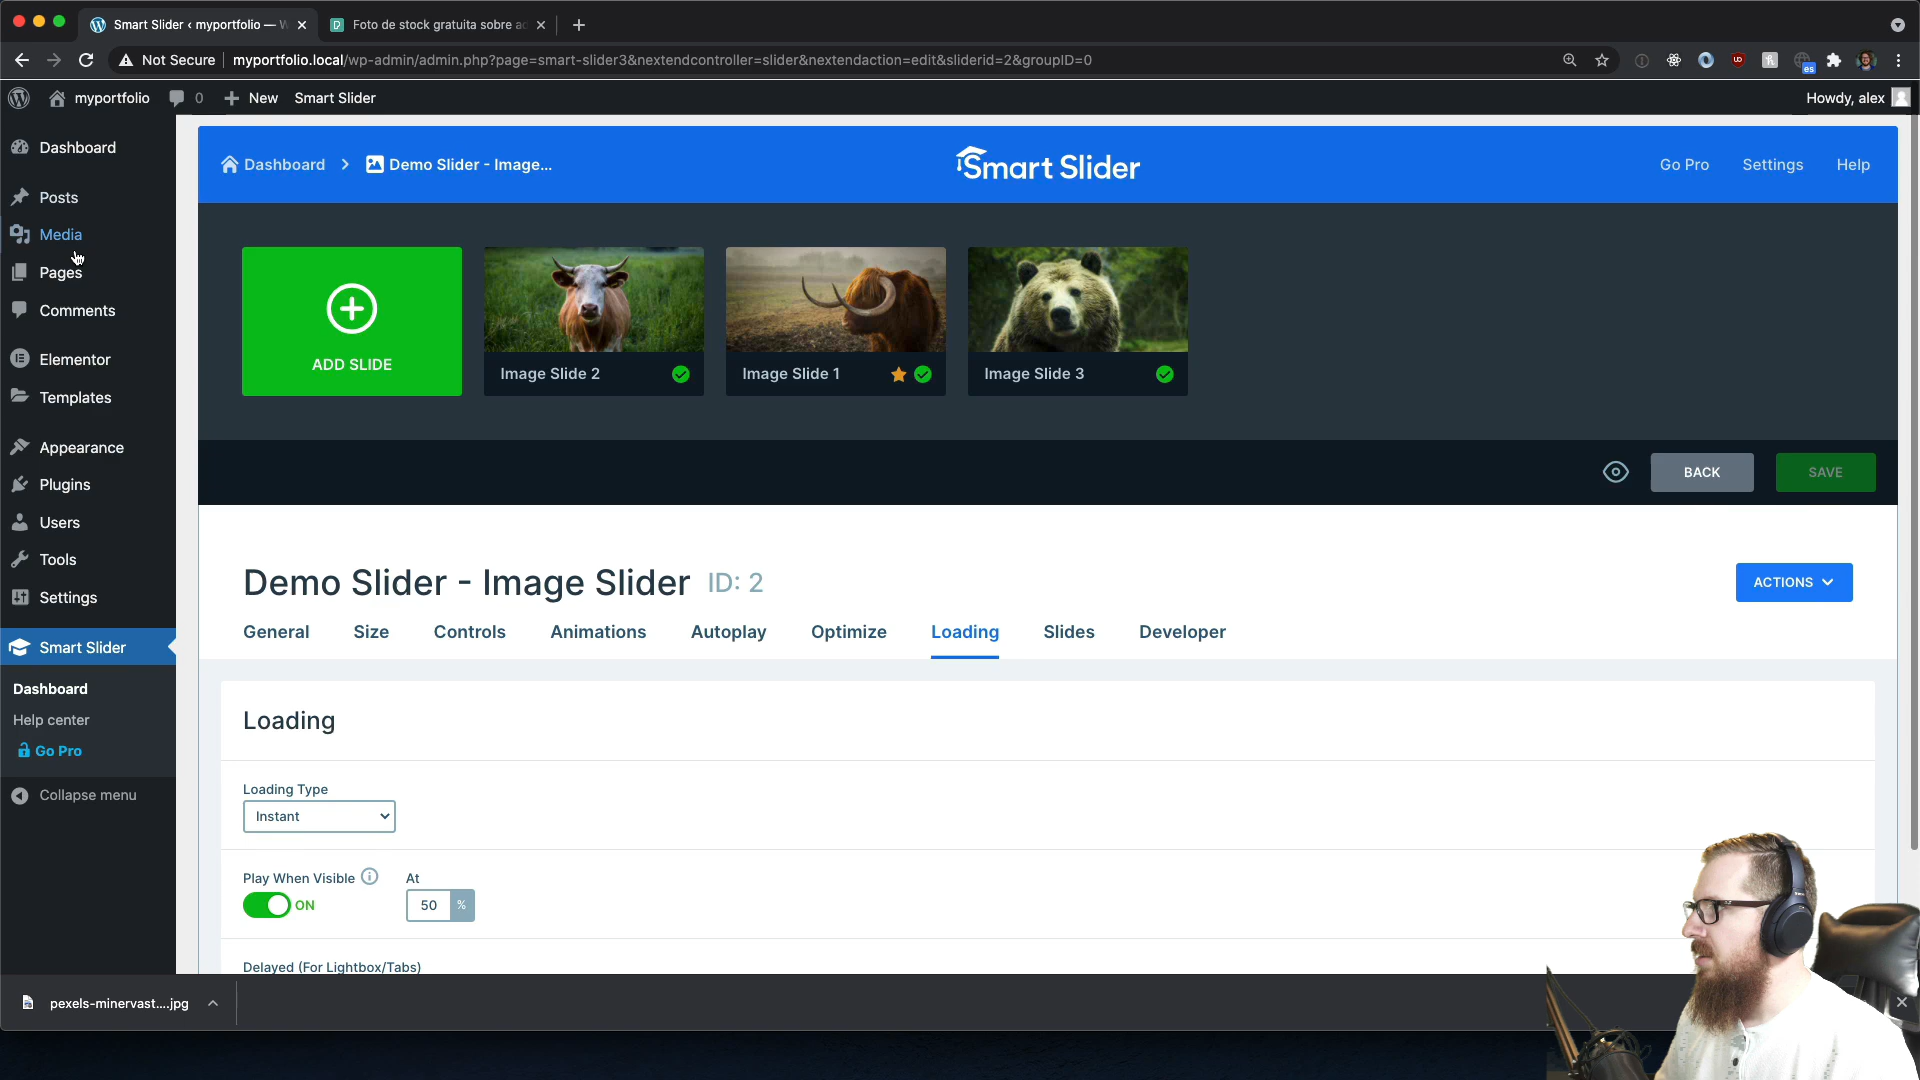 Smart Slider ‹ myportfolio — W
Foto de stock gratuita sobre ad
Not Secure
myportfolio.local/wp-admin/admin.php?page=smart-slider3&nextendcontroller=slider&nextendaction=edit&sliderid=2&groupID=0
UD
es
myportfolio
0
New
Smart Slider
Howdy, alex
Dashboard
Posts
Media
Pages
Comments
Elementor
Templates
Appearance
Plugins
Users
Tools
Settings
Smart Slider
Dashboard
Help center
Go Pro
Collapse menu
Dashboard
Demo Slider - Image...
Smart Slider
Go Pro
Settings
Help
ADD SLIDE
Image Slide 2
Image Slide 1
Image Slide 3
BACK
SAVE
Demo Slider - Image Slider ID: 2
ACTIONS
General
Size
Controls
Animations
Autoplay
Optimize
Loading
Slides
Developer
Loading
Loading Type
Instant
Play When Visible
At
ON
50
%
Delayed (For Lightbox/Tabs)
pexels-minervast....jpg